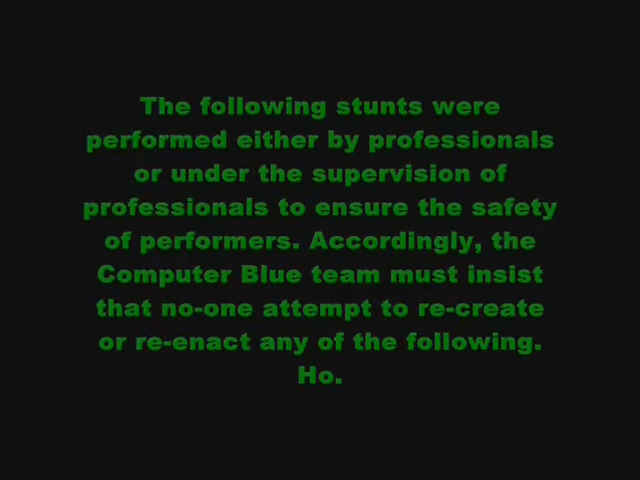 The following stunts were
performed either by professionals
or under the supervision of
professionals to ensure the safety
of performers. Accordingly, the
Computer Blue team must insist
that no-one attempt to re-create
or re-enact any of the following.
Ho.